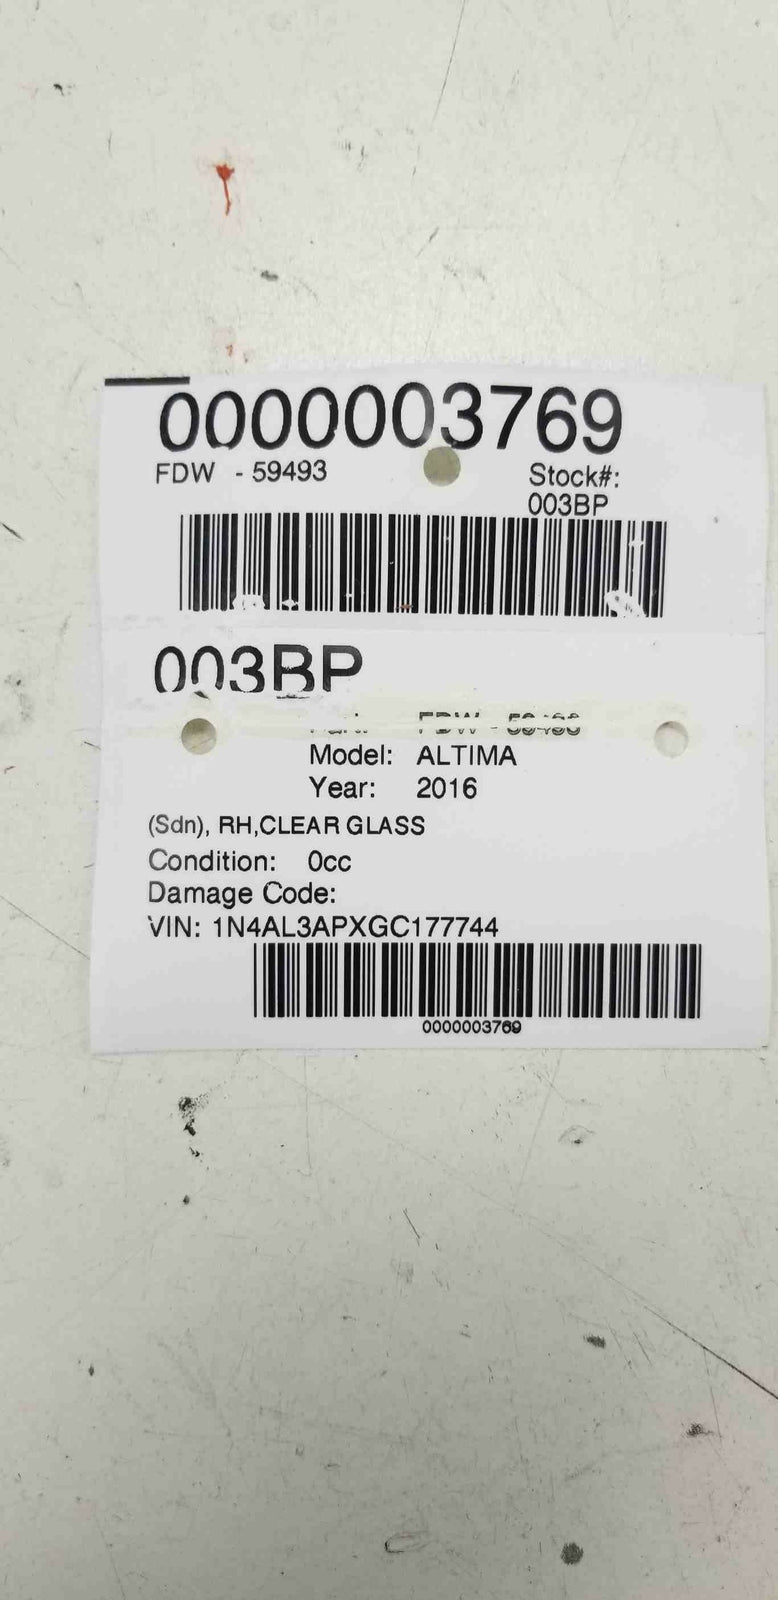 0000003769
FDW - 59493
Stock#:
003BP
003BP
Model: ALTIMA
Year: 2016
(Sdn), RH,CLEAR GLASS
Condition: 0cc
Damage Code:
VIN: 1N4AL3APXGC177744
0000003769